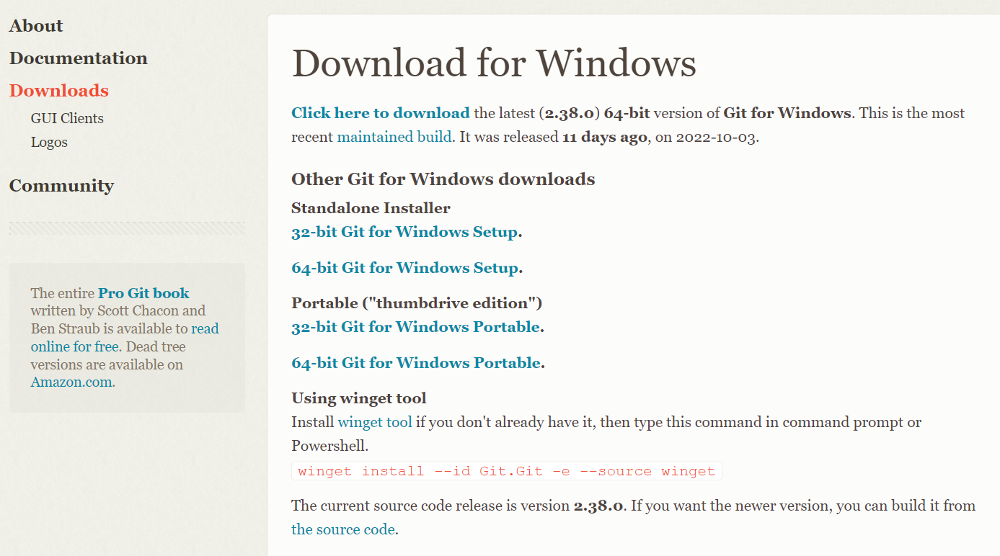 About
Documentation
Downloads
GUI Clients
Logos
Community
The entire Pro Git book
written by Scott Chacon and
Ben Straub is available to read
online for free. Dead tree
versions are available on
Amazon.com.
Download for Windows
Click here to download the latest (2.38.0) 64-bit version of Git for Windows. This is the most
recent maintained build. It was released 11 days ago, on 2022-10-03.
Other Git for Windows downloads
Standalone Installer
32-bit Git for Windows Setup.
64-bit Git for Windows Setup.
Portable ("thumbdrive edition")
32-bit Git for Windows Portable.
64-bit Git for Windows Portable.
Using winget tool
Install winget tool if you don't already have it, then type this command in command prompt or
Powershell.
winget install --id Git.Git -e --source winget
The current source code release is version 2.38.0. If you want the newer version, you can build it from
the source code.